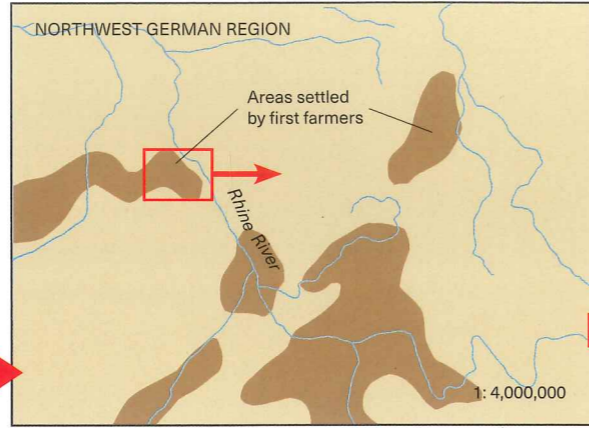 NORTHWEST GERMAN REGION
Areas settled
by first farmers
Rhine River
1: 4,000,000